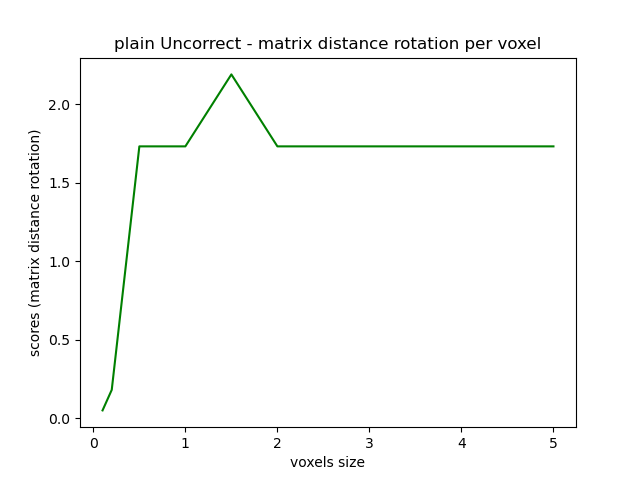 plain Uncorrect - matrix distance rotation per voxel
scores (matrix distance rotation)
2.0
1.5
1.0
0.5
0.0
0 1 2 3 4 5
voxels size